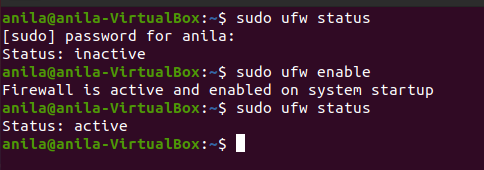 anila@anila-VirtualBox:~$ sudo ufw status
[sudo] password for anila:
Status: inactive
anila@anila-VirtualBox:~$ sudo ufw enable
Firewall is active and enabled on system startup
anila@anila-VirtualBox:~$ sudo ufw status
Status: active
anila@anila-VirtualBox:~$